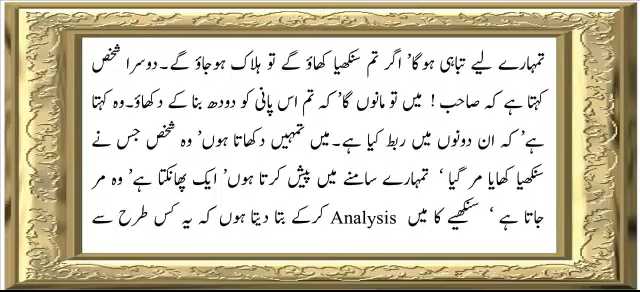 تمہارے لیے تباہی ہوگا’ اگر تم سنکھیا کھاؤ گے تو ہلاک ہوجاؤ گے۔دوسرا شخص
کہتا ہے کہ صاحب ! میں تو مانوں گا’ کہ تم اس پانی کو دودھ بنا کے دکھاؤ۔وہ کہتا
ہے’ کہ ان دونوں میں ربط کیا ہے۔میں تمہیں دکھاتا ہوں’ وہ شخص جس نے
سنکھیا کھایا مر گیا ‘ تمہارے سامنے میں پیش کرتا ہوں’ ایک پھانکتا ہے’ وہ مر
جاتا ہے ‘ سنکھیے کا میں Analysis کرکے بتا دیتا ہوں کہ یہ کس طرح سے